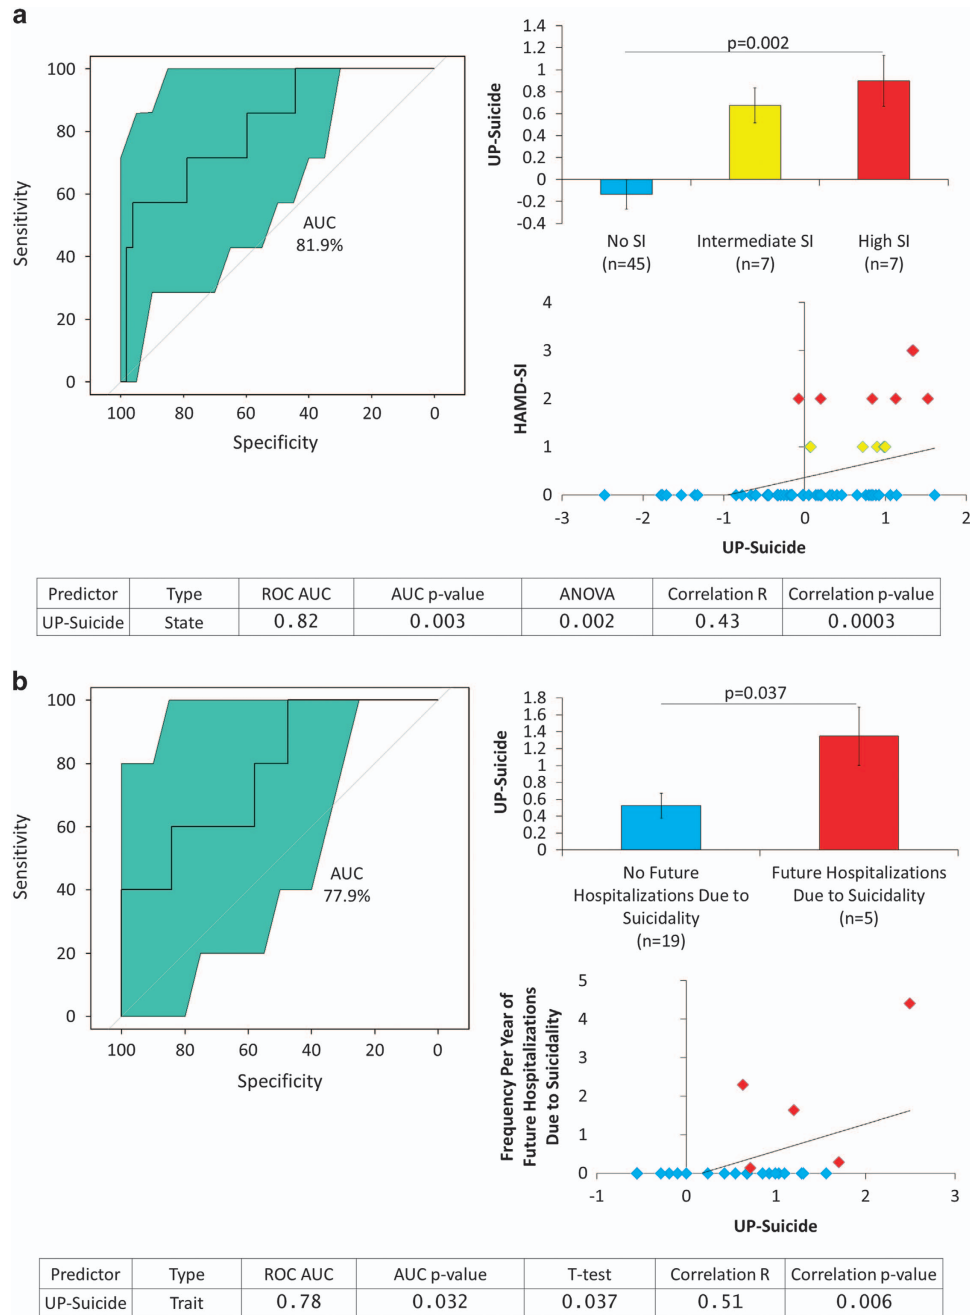 a
100
80
60
40
20
0
Sensitivity
AUC
81.9%
100 80 60 40 20 0
Specificity
1.4
1.2
1
0.8
0.6
0.4
0.2
0
-0.2
-0.4
UP-Suicide
p=0.002
No SI Intermediate SI High SI
(n=45) (n=7) (n=7)
4
3
2
1
0
HAMD-SI
-3 -2 -1 0 1 2
UP-Suicide
Predictor Type ROC AUC AUC p-value ANOVA Correlation R Correlation p-value
UP-Suicide State 0.82 0.003 0.002 0.43 0.0003
b
100
80
60
40
20
0
Sensitivity
AUC
77.9%
100 80 60 40 20 0
Specificity
1.8
1.6
1.4
1.2
1
0.8
0.6
0.4
0.2
0
UP-Suicide
p=0.037
No Future
Hospitalizations Due to
Suicidality
(n=19)
Future Hospitalizations
Due to Suicidality
(n=5)
5
4
3
2
1
0
Frequency Per Year of
Future Hospitalizations
Due to Suicidality
-1 0 1 2 3
UP-Suicide
Predictor Type ROC AUC AUC p-value T-test Correlation R Correlation p-value
UP-Suicide Trait 0.78 0.032 0.037 0.51 0.006